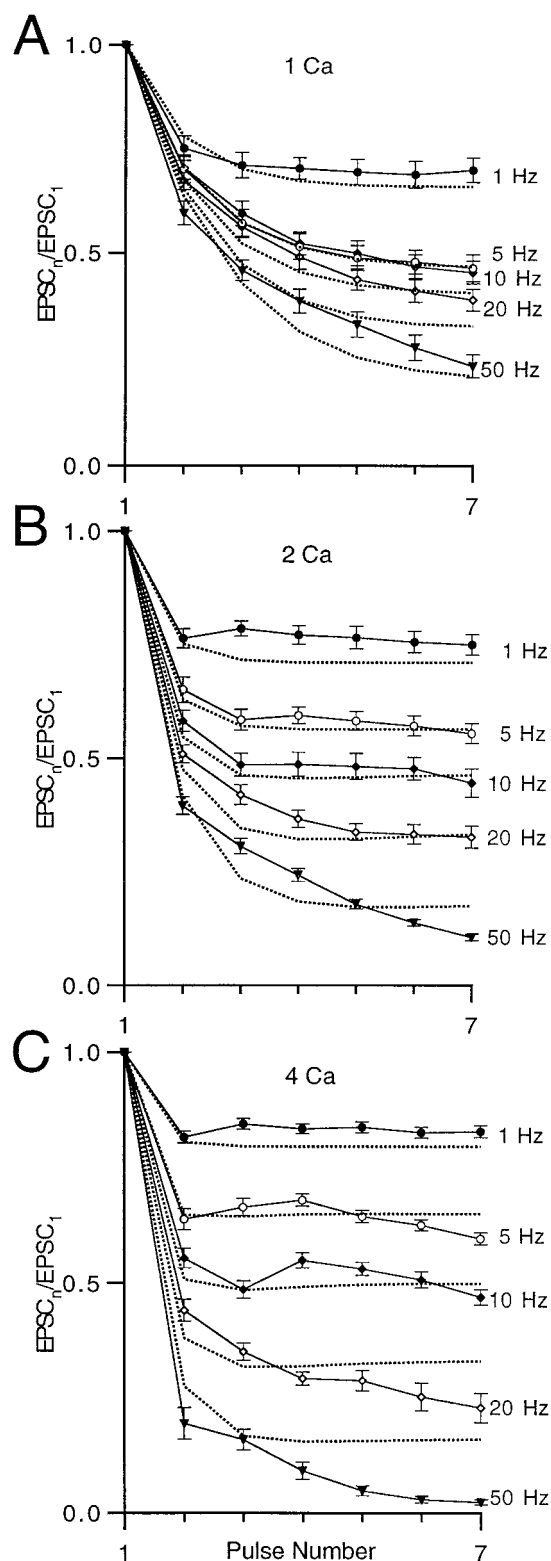 A
1 Ca
1.0
0.5
0.0
EPSCn/EPSC1
1 Hz
5 Hz
10 Hz
20 Hz
50 Hz
1
7
B
2 Ca
1.0
0.5
0.0
EPSCn/EPSC1
1 Hz
5 Hz
10 Hz
20 Hz
50 Hz
1
7
C
4 Ca
1.0
0.5
0.0
EPSCn/EPSC1
1 Hz
5 Hz
10 Hz
20 Hz
50 Hz
1
Pulse Number
7